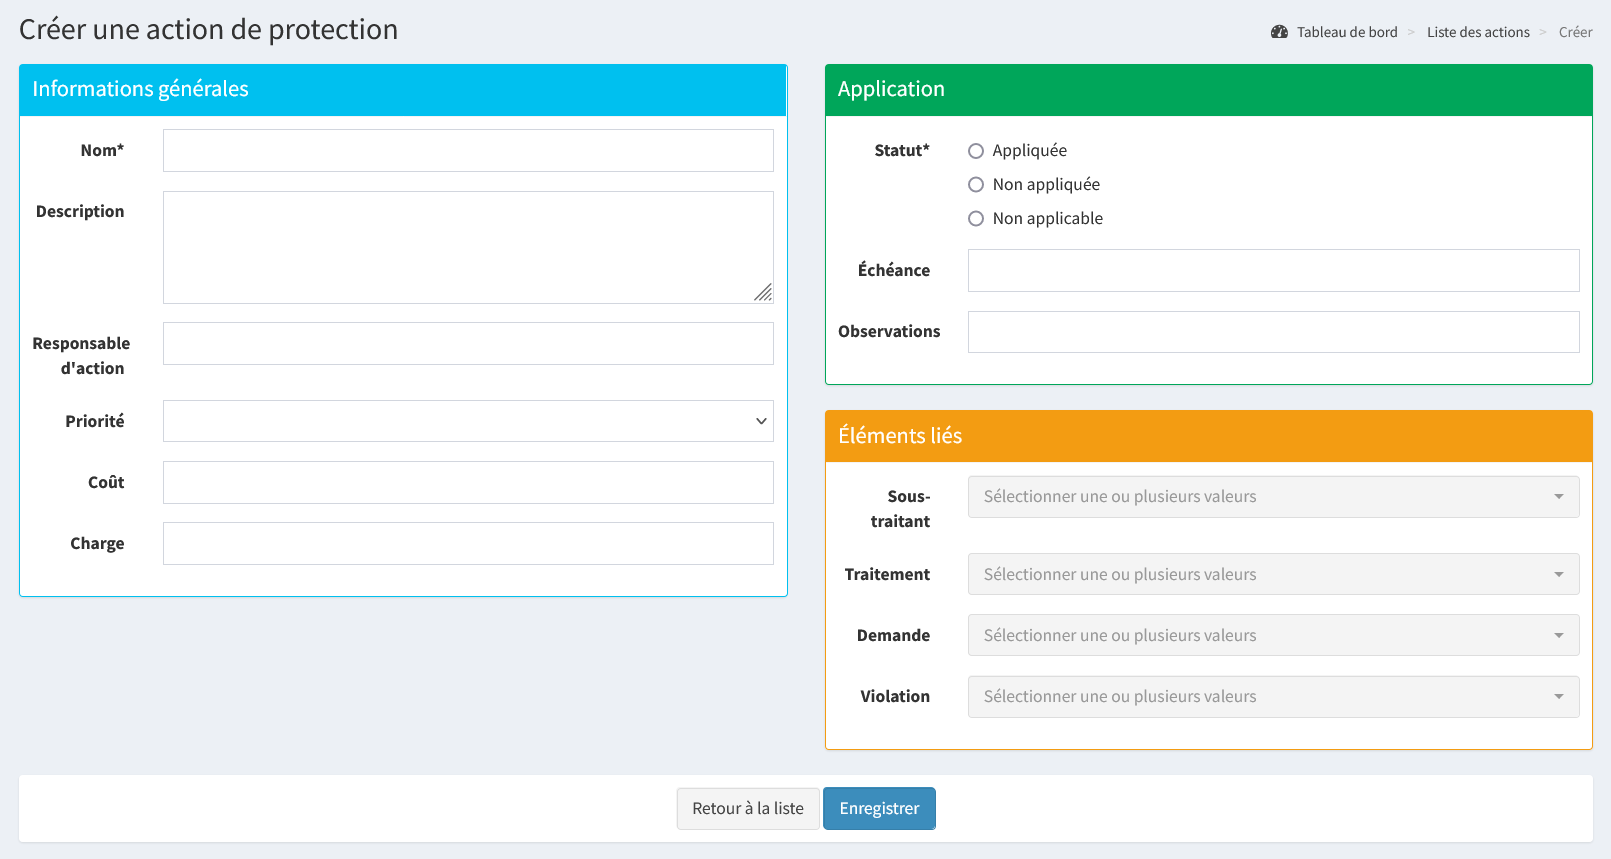 Créer une action de protection
Tableau de bord > Liste des actions > Créer
Informations générales
Nom*
Description
Responsable
d'action
Priorité
Coût
Charge
Application
Statut*
Appliquée
Non appliquée
Non applicable
Échéance
Observations
Éléments liés
Sous-
traitant
Sélectionner une ou plusieurs valeurs
Traitement
Sélectionner une ou plusieurs valeurs
Demande
Sélectionner une ou plusieurs valeurs
Violation
Sélectionner une ou plusieurs valeurs
Retour à la liste
Enregistrer